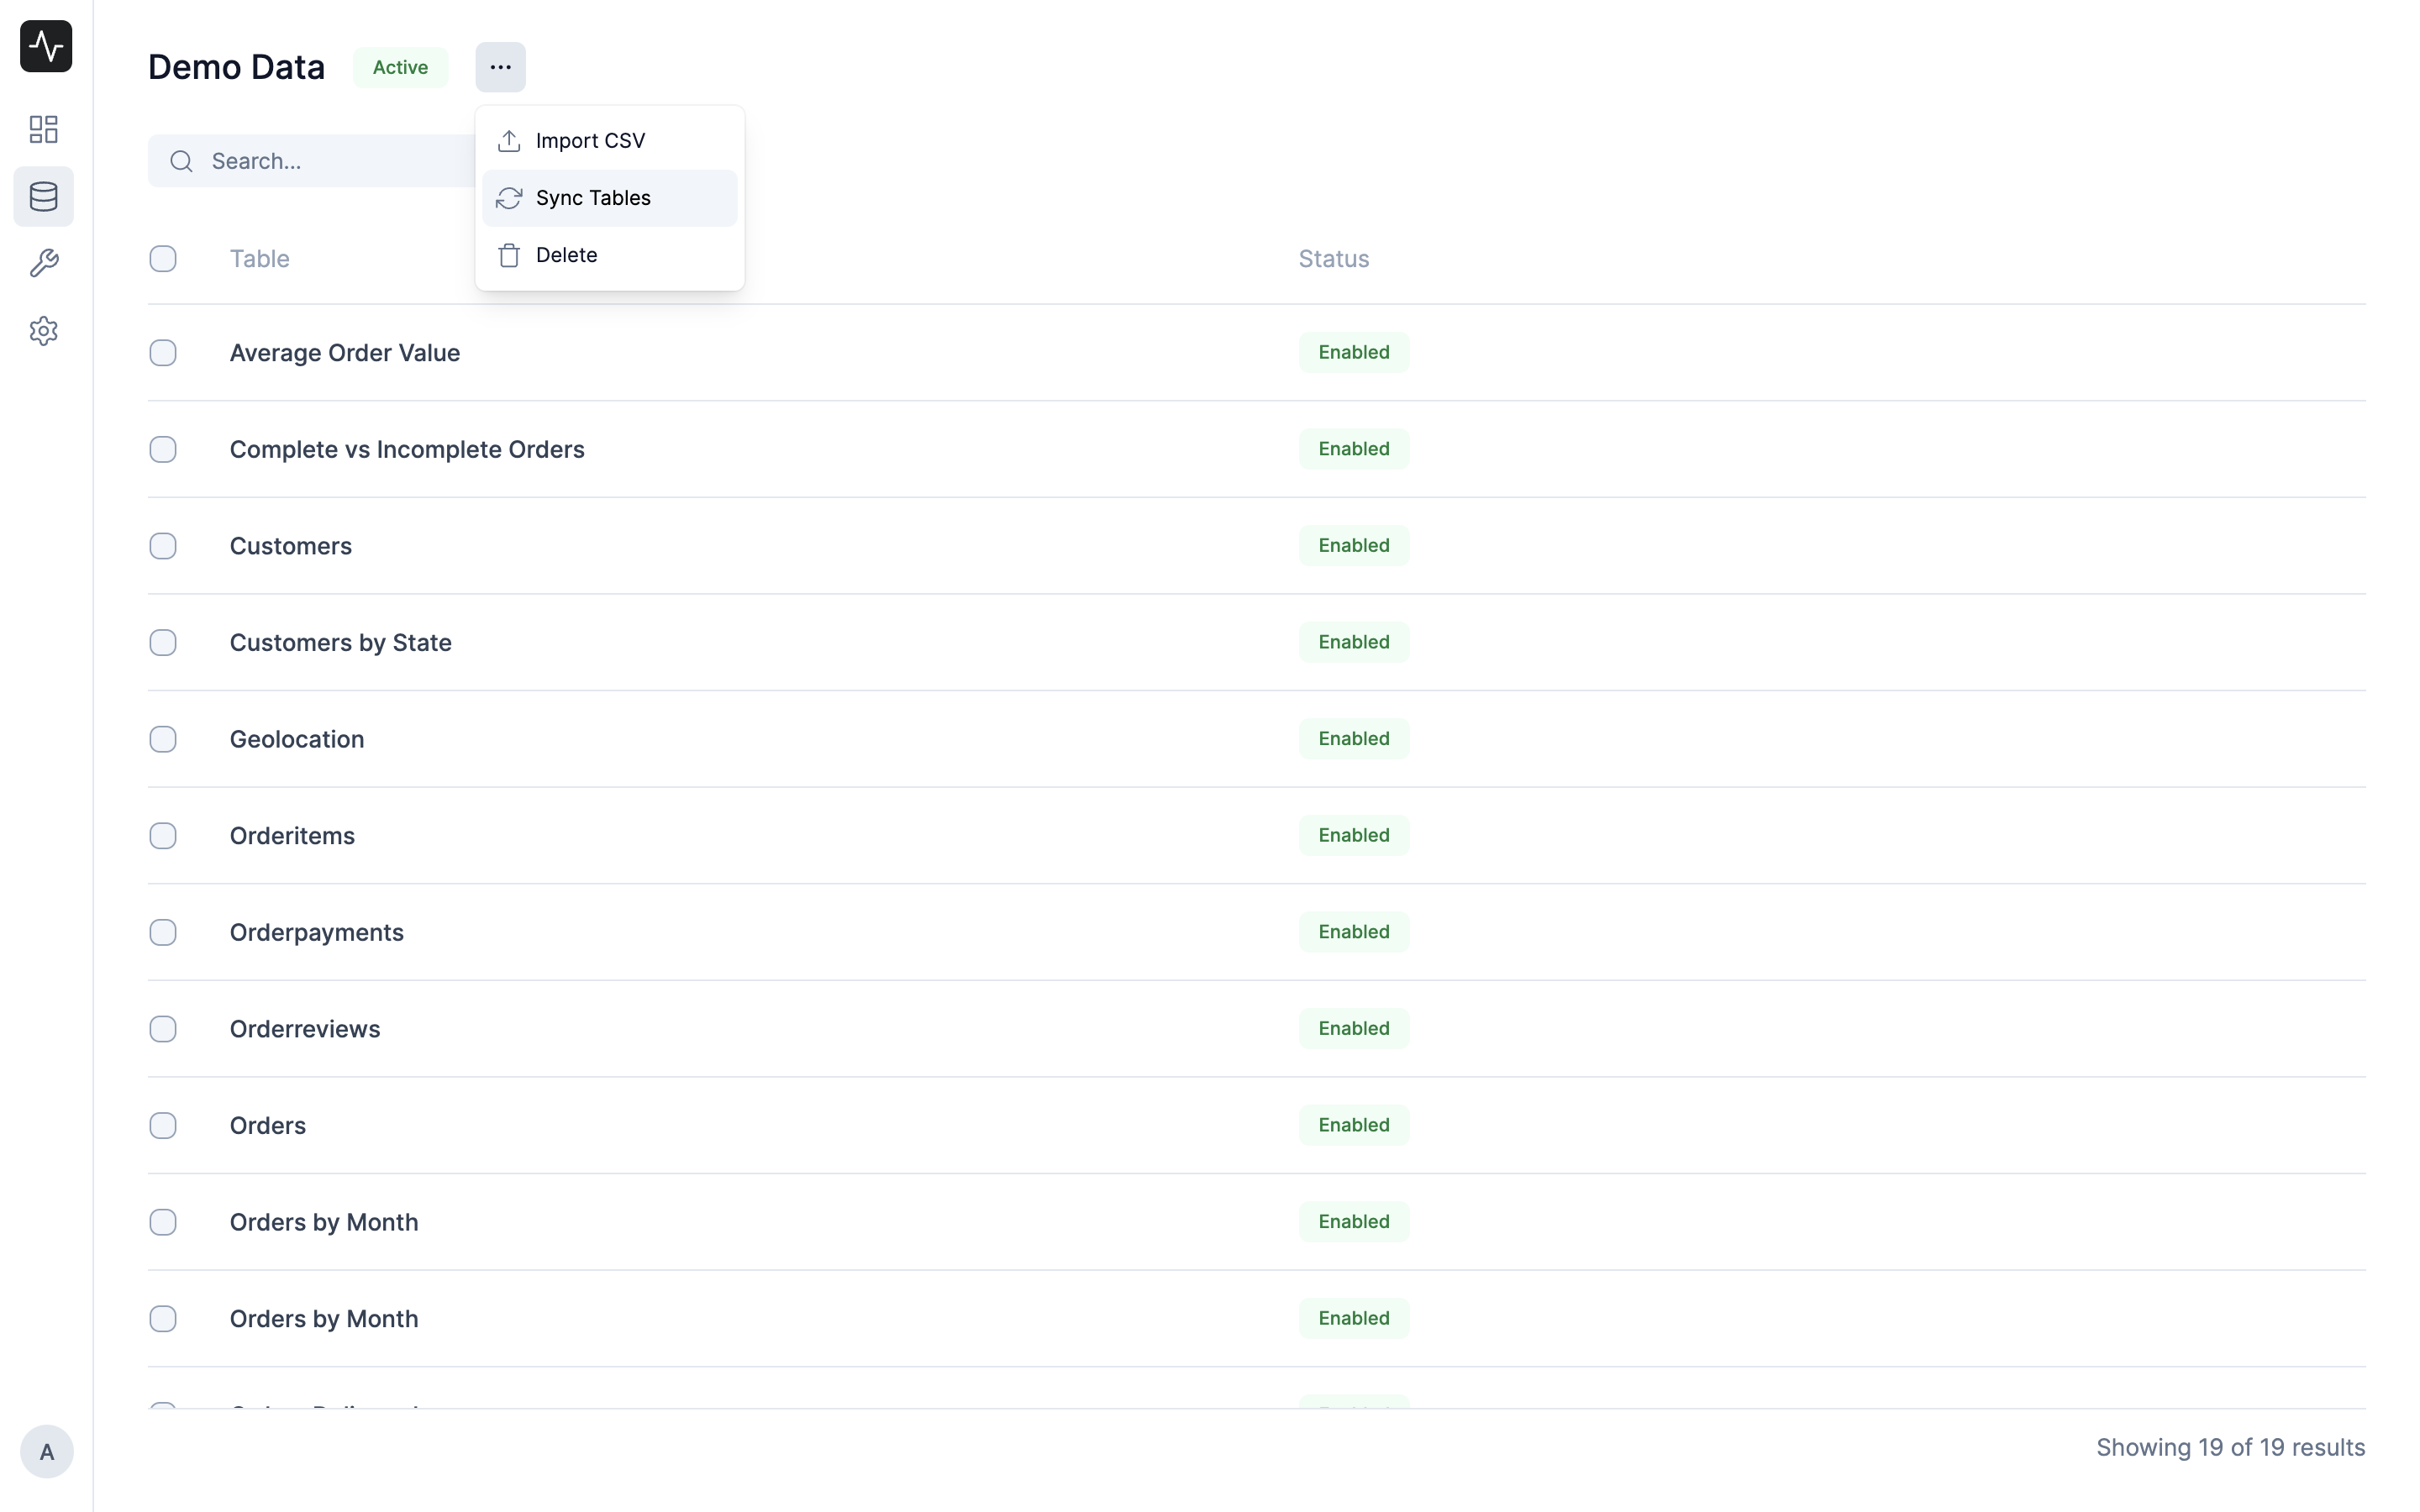 Demo Data
Active
...
Import CSV
Search...
Sync Tables
Delete
Table Status
Average Order Value Enabled
Complete vs Incomplete Orders Enabled
Customers Enabled
Customers by State Enabled
Geolocation Enabled
Orderitems Enabled
Orderpayments Enabled
Orderreviews Enabled
Orders Enabled
Orders by Month Enabled
Orders by Month Enabled
A
Showing 19 of 19 results